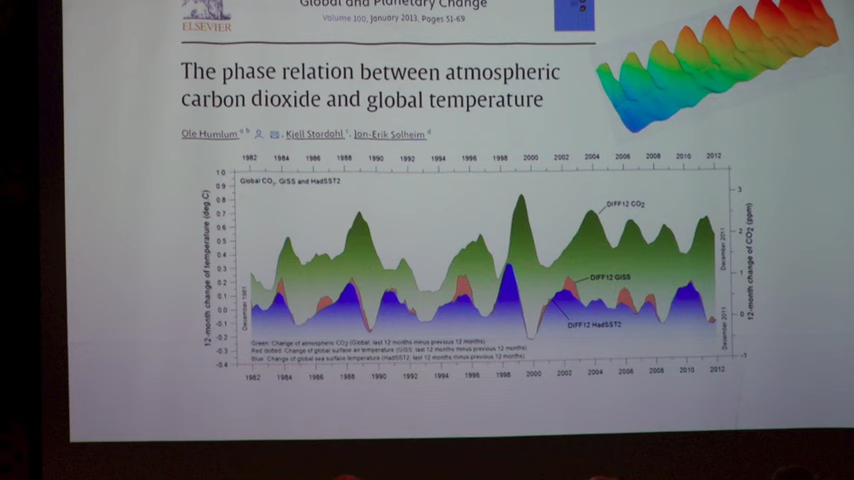 Global and Planetary Change
Volume 100, January 2013, Pages 51-69
ELSEVIER
The phase relation between atmospheric
carbon dioxide and global temperature
Ole Humlum a b, Kjell Stordahl c, Jan-Erik Solheim d
1982 1984 1986 1988 1990 1992 1994 1996 1998 2000 2002 2004 2006 2008 2010 2012
Global CO2, GISS and HadSST2
1.0
0.9
0.8
0.7
0.6
0.5
0.4
0.3
0.2
0.1
0.0
-0.1
-0.2
-0.3
-0.4
12-month change of temperature (deg.C)
December 1981
DIFF12 CO2
DIFF12 GISS
DIFF12 HadSST2
3
2
1
0
-1
12-month change of CO2 (ppm)
December 2011
December 2011
Green: Change of atmospheric CO2 (Global, last 12 months minus previous 12 months)
Red dotted: Change of global surface air temperature (GISS, last 12 months minus previous 12 months)
Blue: Change of global sea surface temperature (HadSST2, last 12 months minus previous 12 months)
1982 1984 1986 1988 1990 1992 1994 1996 1998 2000 2002 2004 2006 2008 2010 2012